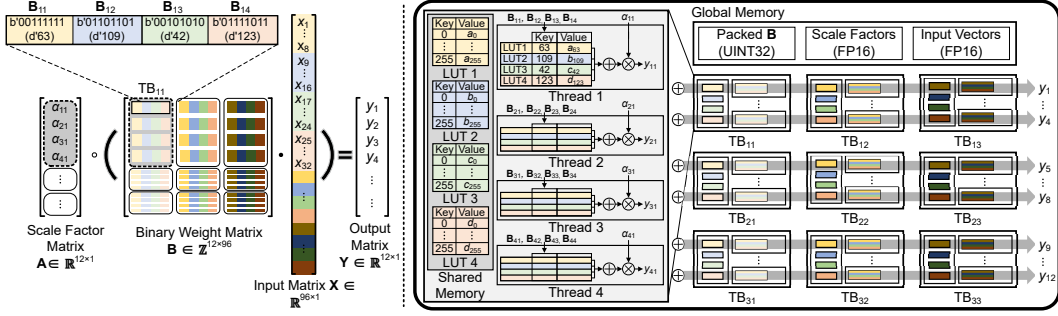 B11 B12 B13 B14
b'00111111 b'01101101 b'00101010 b'01111011
(d'63) (d'109) (d'42) (d'123)
TB11
α11
α21
α31
α41
⋮
⋮
∘ ( · ) =
x1
⋮
x8
x9
⋮
x16
x17
⋮
x24
x25
⋮
x32
y1
y2
y3
y4
⋮
⋮
Scale Factor
Matrix
A ∈ ℝ12×1
Binary Weight Matrix
B ∈ ℤ12×96
Input Matrix X ∈
ℝ96×1
Output
Matrix
Y ∈ ℝ12×1
Key Value
0 a0
⋮ ⋮
255 a255
LUT 1
Key Value
0 b0
⋮ ⋮
255 b255
LUT 2
Key Value
0 c0
⋮ ⋮
255 c255
LUT 3
Key Value
0 d0
⋮ ⋮
255 d255
LUT 4
Shared
Memory
B11, B12, B13, B14 α11
Key Value
LUT1 63 a63
LUT2 109 b109
LUT3 42 c42
LUT4 123 d123
y11
Thread 1
B21, B22, B23, B24 α21
y21
Thread 2
B31, B32, B33, B34 α31
y31
Thread 3
B41, B42, B43, B44 α41
y41
Thread 4
Global Memory
Packed B
(UINT32)
Scale Factors
(FP16)
Input Vectors
(FP16)
y1
⋮
y4
TB11 TB12 TB13
y5
⋮
y8
TB21 TB22 TB23
y9
⋮
y12
TB31 TB32 TB33